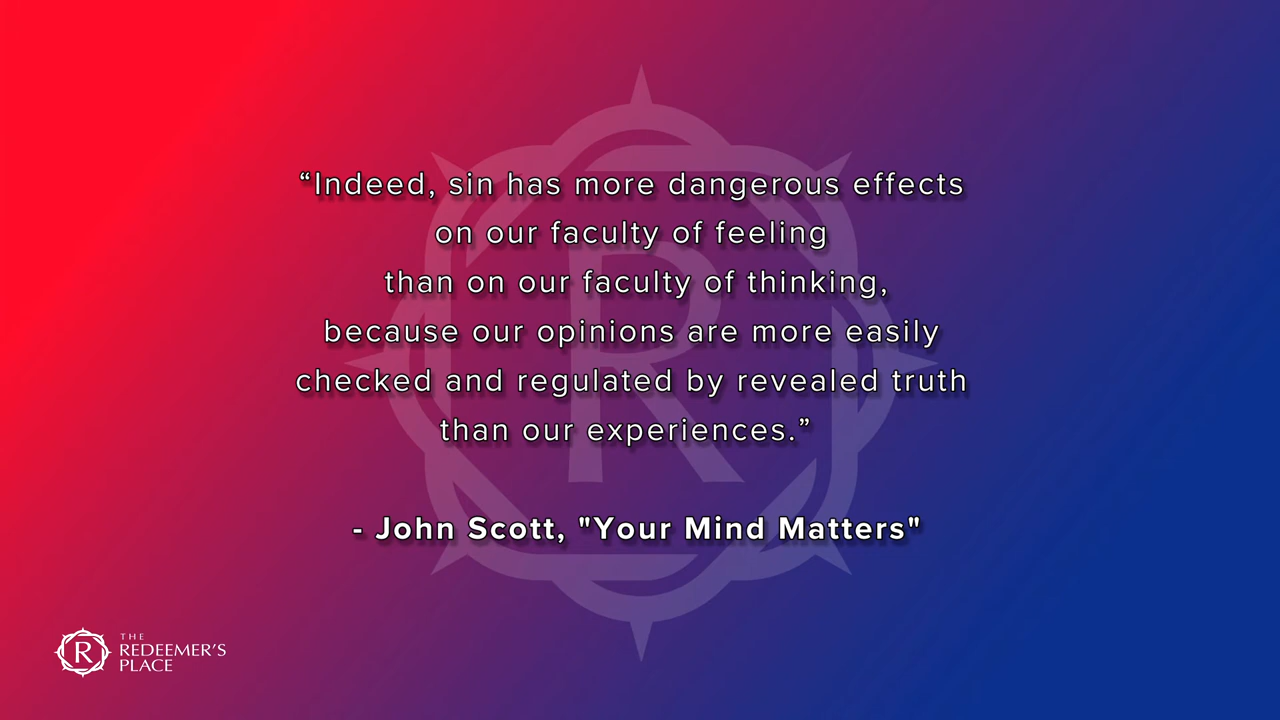 “Indeed, sin has more dangerous effects
on our faculty of feeling
than on our faculty of thinking,
because our opinions are more easily
checked and regulated by revealed truth
than our experiences.”
- John Scott, "Your Mind Matters"
R
THE
REDEEMER'S
PLACE
R